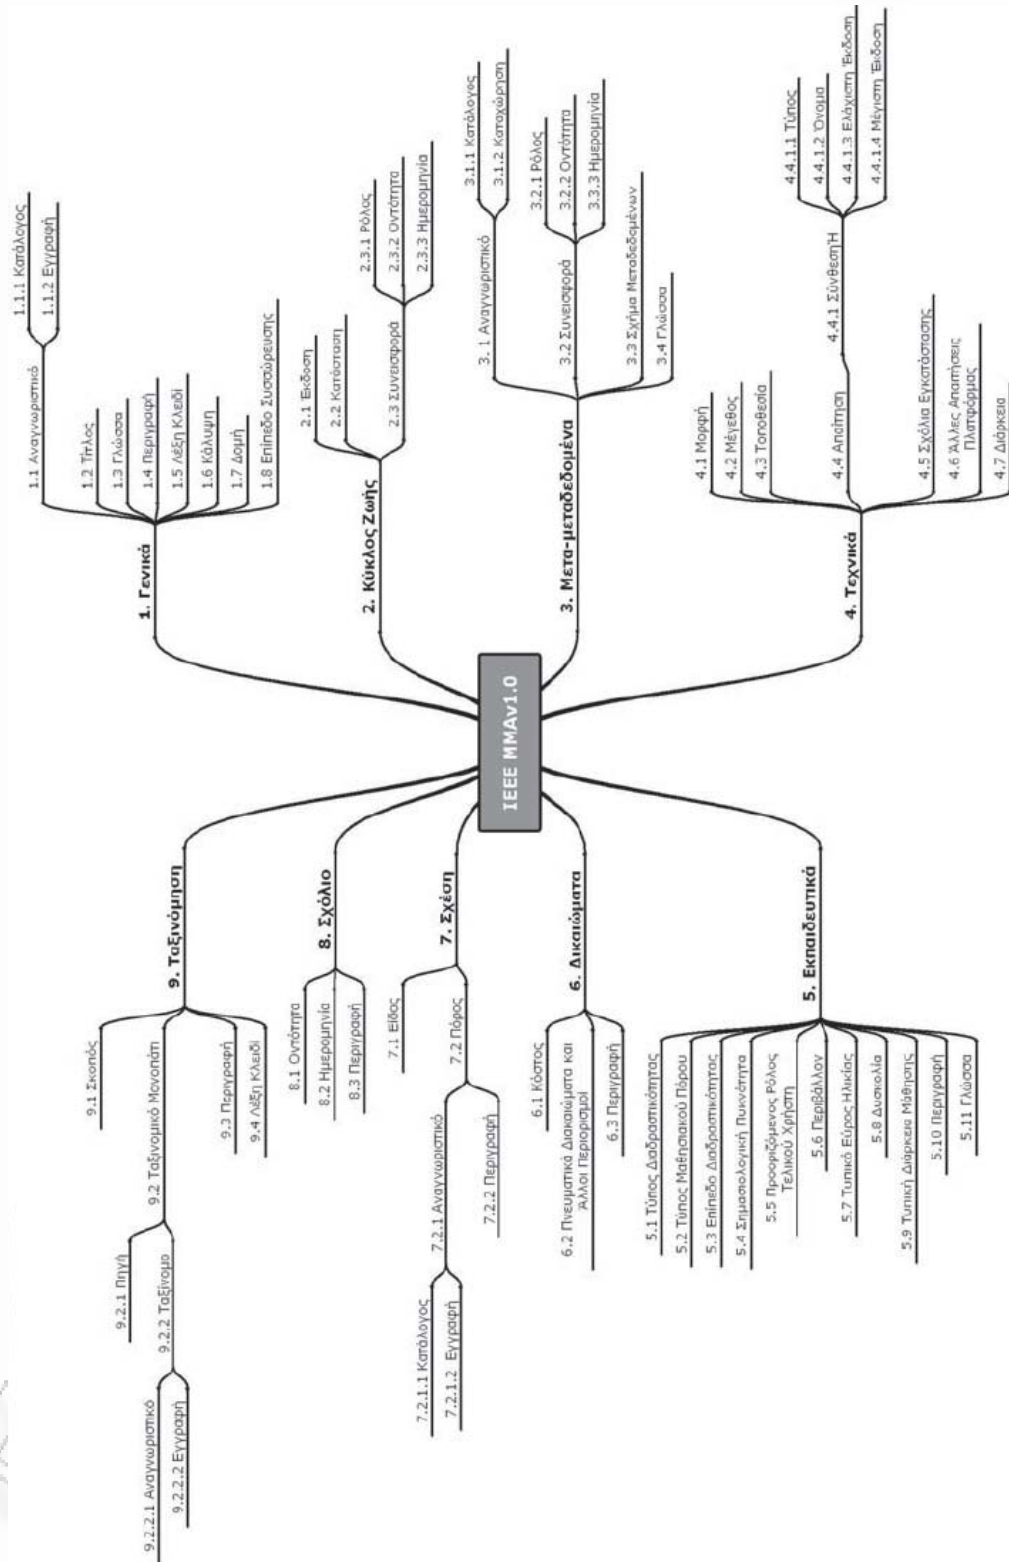 IEEE MMAv1.0
1. Γενικά
1.1 Αναγνωριστικό
1.1.1 Κατάλογος
1.1.2 Εγγραφή
1.2 Τίτλος
1.3 Γλώσσα
1.4 Περιγραφή
1.5 Λέξη Κλειδί
1.6 Κάλυψη
1.7 Δομή
1.8 Επίπεδο Συσσώρευσης
2. Κύκλος Ζωής
2.1 Έκδοση
2.2 Κατάσταση
2.3 Συνεισφορά
2.3.1 Ρόλος
2.3.2 Οντότητα
2.3.3 Ημερομηνία
3. Μετα-μεταδεδομένα
3.1 Αναγνωριστικό
3.1.1 Κατάλογος
3.1.2 Καταχώρηση
3.2 Συνεισφορά
3.2.1 Ρόλος
3.2.2 Οντότητα
3.3.3 Ημερομηνία
3.3 Σχήμα Μεταδεδομένων
3.4 Γλώσσα
4. Τεχνικά
4.1 Μορφή
4.2 Μέγεθος
4.3 Τοποθεσία
4.4 Απαίτηση
4.4.1 ΣύνθεσηΉ
4.4.1.1 Τύπος
4.4.1.2 Όνομα
4.4.1.3 Ελάχιστη Έκδοση
4.4.1.4 Μέγιστη Έκδοση
4.5 Σχόλια Εγκατάστασης
4.6 Άλλες Απαιτήσεις
Πλατφόρμας
4.7 Διάρκεια
9. Ταξινόμηση
9.1 Σκοπός
9.2 Ταξινομικό Μονοπάτι
9.2.1 Πηγή
9.2.2 Ταξίνομο
9.2.2.1 Αναγνωριστικό
9.2.2.2 Εγγραφή
9.3 Περιγραφή
9.4 Λέξη Κλειδί
8. Σχόλιο
8.1 Οντότητα
8.2 Ημερομηνία
8.3 Περιγραφή
7. Σχέση
7.1 Είδος
7.2 Πόρος
7.2.1 Αναγνωριστικό
7.2.1.1 Κατάλογος
7.2.1.2 Εγγραφή
7.2.2 Περιγραφή
6. Δικαιώματα
6.1 Κόστος
6.2 Πνευματικά Διακαιώματα και
Άλλοι Περιορισμοί
6.3 Περιγραφή
5. Εκπαιδευτικά
5.1 Τύπος Διαδραστικότητας
5.2 Τύπος Μαθησιακού Πόρου
5.3 Επίπεδο Διαδραστικότητας
5.4 Σημασιολογική Πυκνότητα
5.5 Προοριζόμενος Ρόλος
Τελικού Χρήστη
5.6 Περιβάλλον
5.7 Τυπικό Εύρος Ηλικίας
5.8 Δυσκολία
5.9 Τυπική Διάρκεια Μάθησης
5.10 Περιγραφή
5.11 Γλώσσα